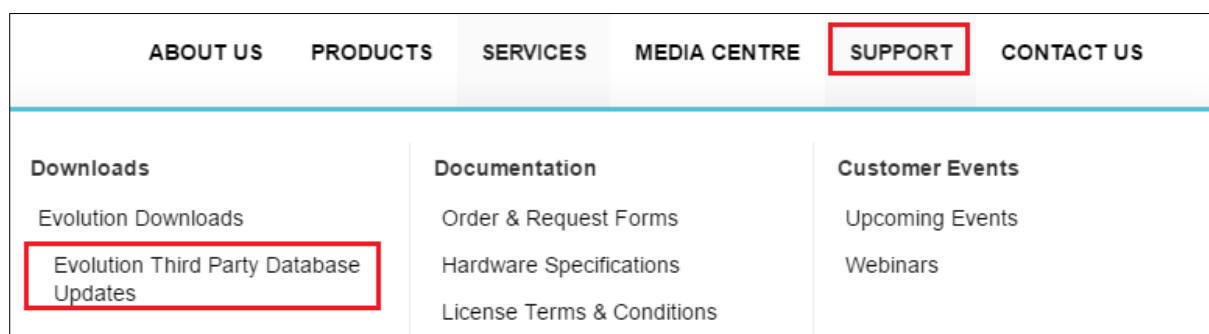 ABOUT US PRODUCTS SERVICES MEDIA CENTRE SUPPORT CONTACT US
Downloads
Evolution Downloads
Evolution Third Party Database
Updates
Documentation
Order & Request Forms
Hardware Specifications
License Terms & Conditions
Customer Events
Upcoming Events
Webinars